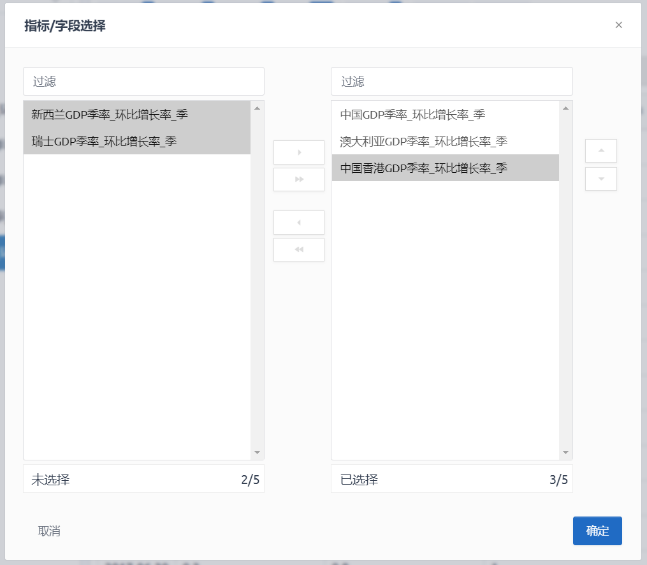 指标/字段选择
×
过滤
过滤
新西兰GDP季率_环比增长率_季
瑞士GDP季率_环比增长率_季
中国GDP季率_环比增长率_季
澳大利亚GDP季率_环比增长率_季
中国香港GDP季率_环比增长率_季
未选择 2/5
已选择 3/5
取消
确定